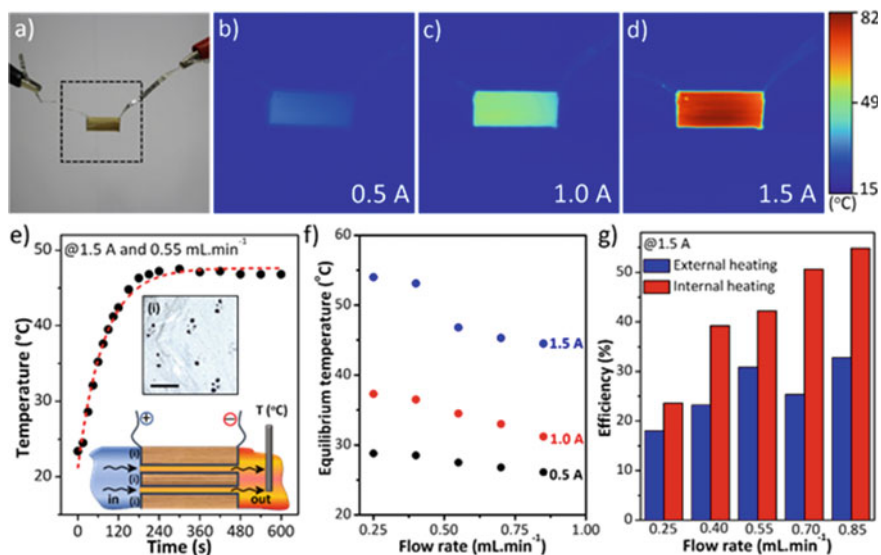 a)
b)
0.5 A
c)
1.0 A
d)
1.5 A
82
49
15
(°C)
e)
@1.5 A and 0.55 mL.min⁻¹
50
40
30
20
Temperature (°C)
(i)
+
−
T (°C)
(i)
(i)
(i)
in
out
0 120 240 360 480 600
Time (s)
f)
60
50
40
30
20
Equilibrium temperature (°C)
1.5 A
1.0 A
0.5 A
0.25 0.50 0.75 1.00
Flow rate (mL.min⁻¹)
g)
@1.5 A
External heating
Internal heating
50
40
30
20
10
0
Efficiency (%)
0.25 0.40 0.55 0.70 0.85
Flow rate (mL.min⁻¹)